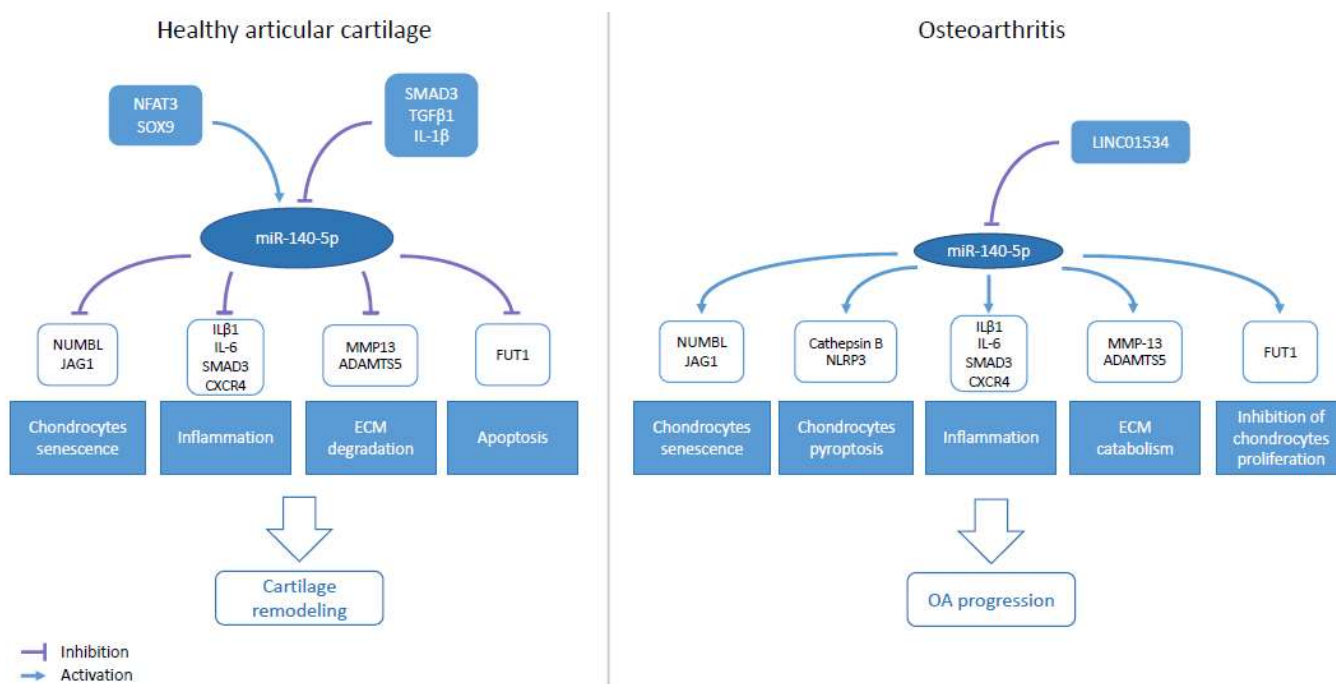 Healthy articular cartilage
NFAT3
SOX9
SMAD3
TGFβ1
IL-1β
miR-140-5p
NUMBL
JAG1
ILβ1
IL-6
SMAD3
CXCR4
MMP13
ADAMTS5
FUT1
Chondrocytes
senescence
Inflammation
ECM
degradation
Apoptosis
Cartilage
remodeling
Inhibition
Activation
Osteoarthritis
LINC01534
miR-140-5p
NUMBL
JAG1
Cathepsin B
NLRP3
ILβ1
IL-6
SMAD3
CXCR4
MMP-13
ADAMTS5
FUT1
Chondrocytes
senescence
Chondrocytes
pyroptosis
Inflammation
ECM
catabolism
Inhibition of
chondrocytes
proliferation
OA progression